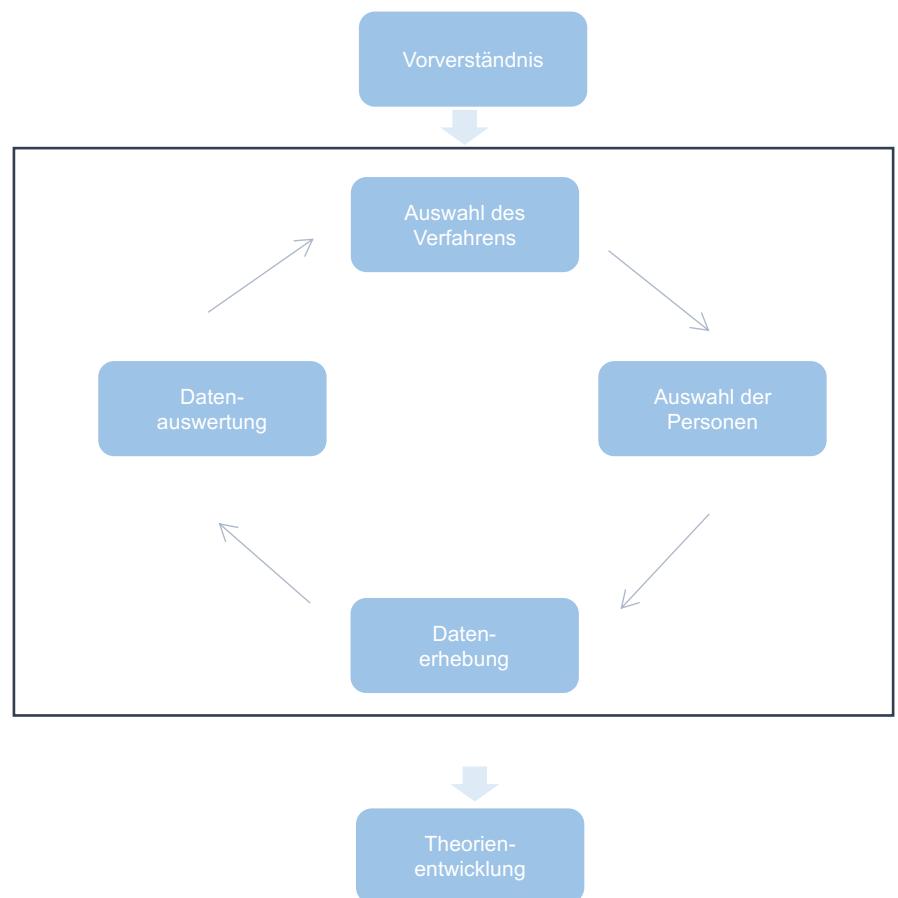 Vorverständnis
Auswahl des
Verfahrens
Daten-
auswertung
Auswahl der
Personen
Daten-
erhebung
Theorien-
entwicklung